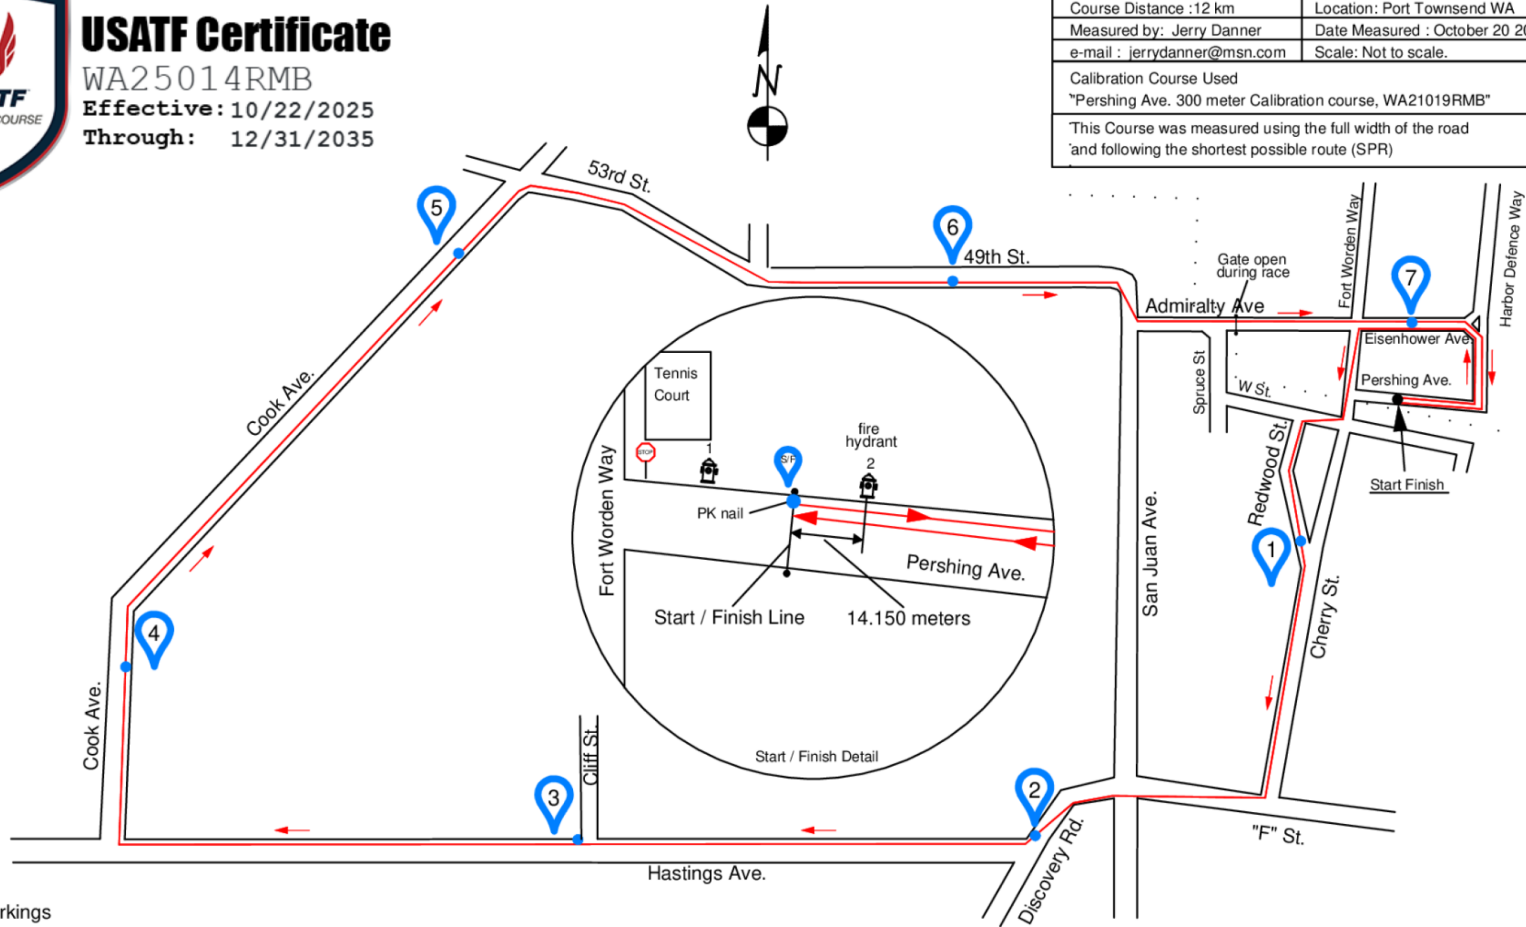 USATF Certificate
WA25014RMB
Effective: 10/22/2025
Through: 12/31/2035
TF
COURSE
N
Course Distance :12 km
Location: Port Townsend WA
Measured by: Jerry Danner
Date Measured : October 20 20
e-mail : jerrydanner@msn.com
Scale: Not to scale.
Calibration Course Used
"Pershing Ave. 300 meter Calibration course, WA21019RMB"
This Course was measured using the full width of the road
and following the shortest possible route (SPR)
53rd St.
5
6
49th St.
Gate open
during race
Fort Worden Way
Harbor Defence Way
7
Admiralty Ave
Eisenhower Ave.
Pershing Ave.
Spruce St
W St.
Start Finish
Redwood St.
1
Cherry St.
San Juan Ave.
Cook Ave.
Tennis
Court
fire
hydrant
STOP
1
S/F
2
PK nail
Fort Worden Way
Pershing Ave.
Start / Finish Line
14.150 meters
Start / Finish Detail
4
Cook Ave.
Cliff St.
3
2
Discovery Rd.
"F" St.
Hastings Ave.
rkings